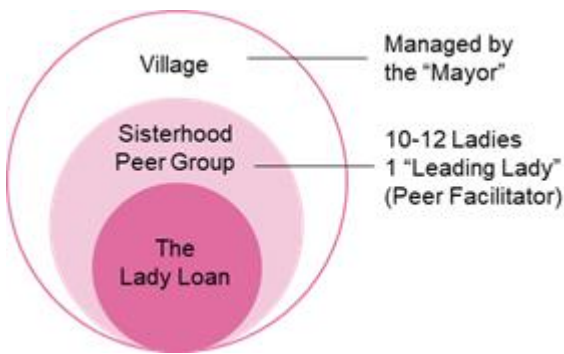 Village
Managed by
the “Mayor”
Sisterhood
Peer Group
10-12 Ladies
1 “Leading Lady”
(Peer Facilitator)
The
Lady Loan